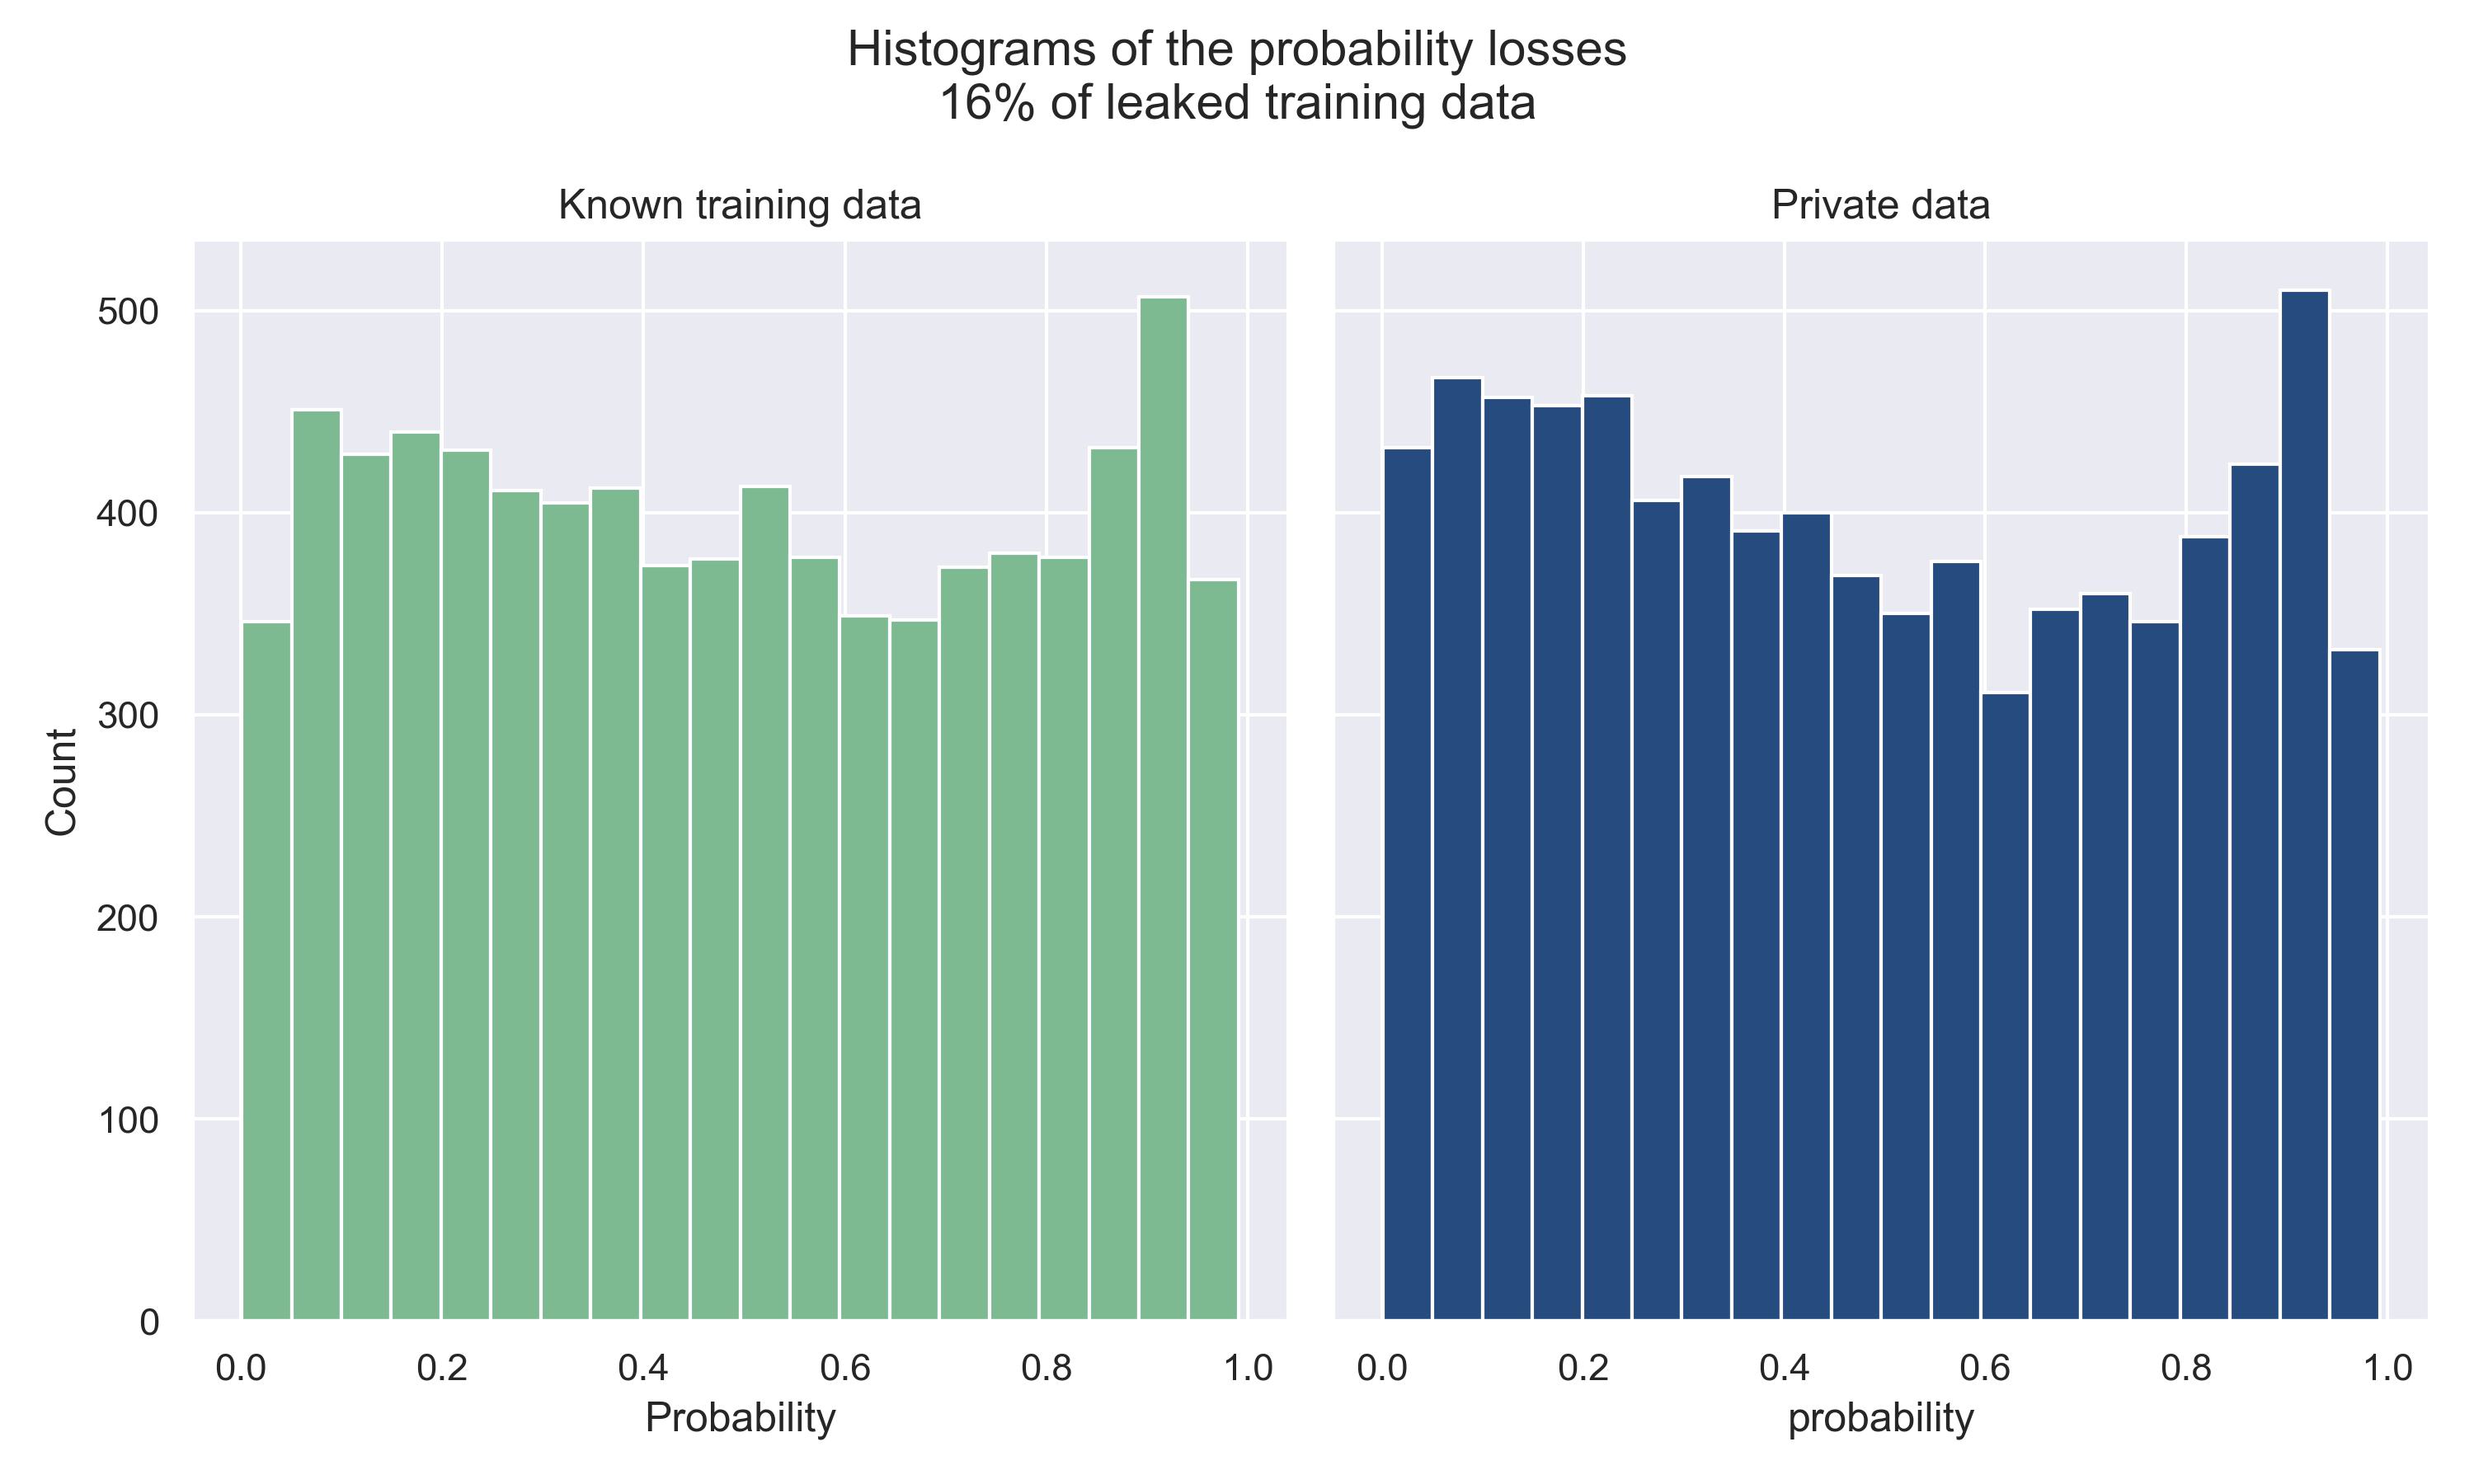 Histograms of the probability losses
16% of leaked training data
Known training data
Private data
Count
500
400
300
200
100
0
0.0 0.2 0.4 0.6 0.8 1.0
Probability
0.0 0.2 0.4 0.6 0.8 1.0
probability